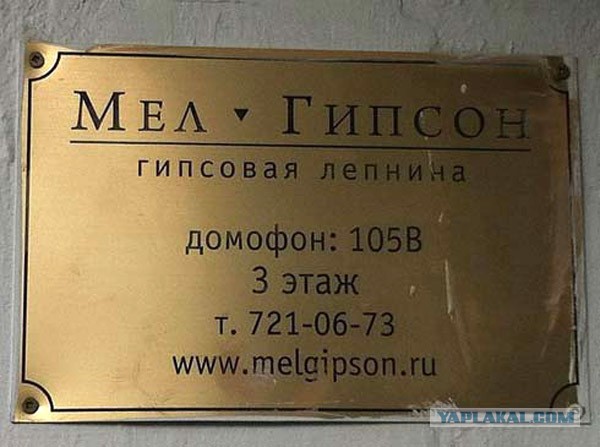 Мел ▼ Гипсон
гипсовая лепнина
домофон: 105В
3 этаж
т. 721-06-73
www.melgipson.ru
YAPLAKAL.COM